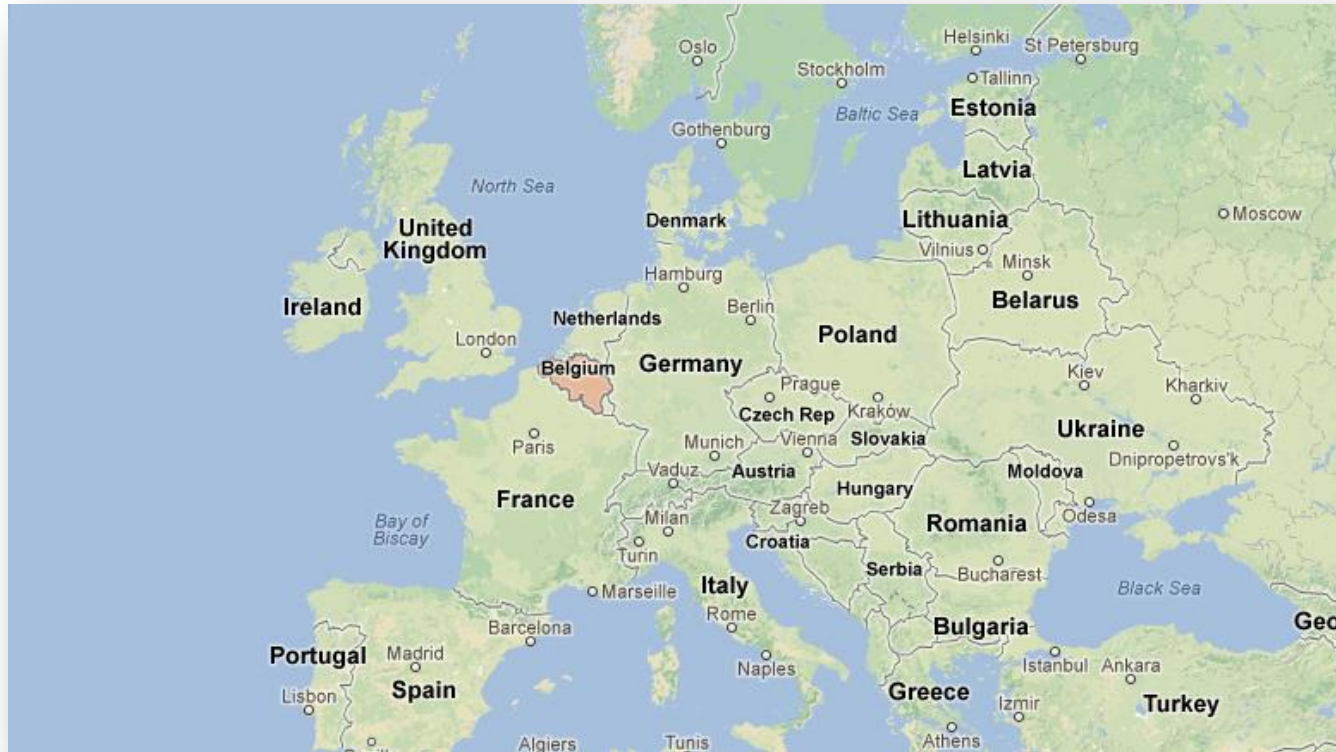 Oslo
Helsinki
St Petersburg
Stockholm
Tallinn
Baltic Sea
Estonia
Gothenburg
Latvia
North Sea
Denmark
Lithuania
Moscow
United
Kingdom
Vilnius
Minsk
Hamburg
Belarus
Ireland
Berlin
Netherlands
Poland
London
Belgium
Germany
Kiev
Prague
Kharkiv
Czech Rep
Kraków
Ukraine
Paris
Munich
Vienna
Slovakia
Dnipropetrovs'k
Vaduz
Austria
Moldova
Hungary
France
Zagreb
Milan
Odesa
Bay of
Biscay
Romania
Croatia
Turin
Serbia
Bucharest
Italy
Marseille
Black Sea
Rome
Barcelona
Bulgaria
Geo
Portugal
Madrid
Naples
Istanbul
Ankara
Spain
Lisbon
Greece
Izmir
Turkey
Athens
Algiers
Tunis